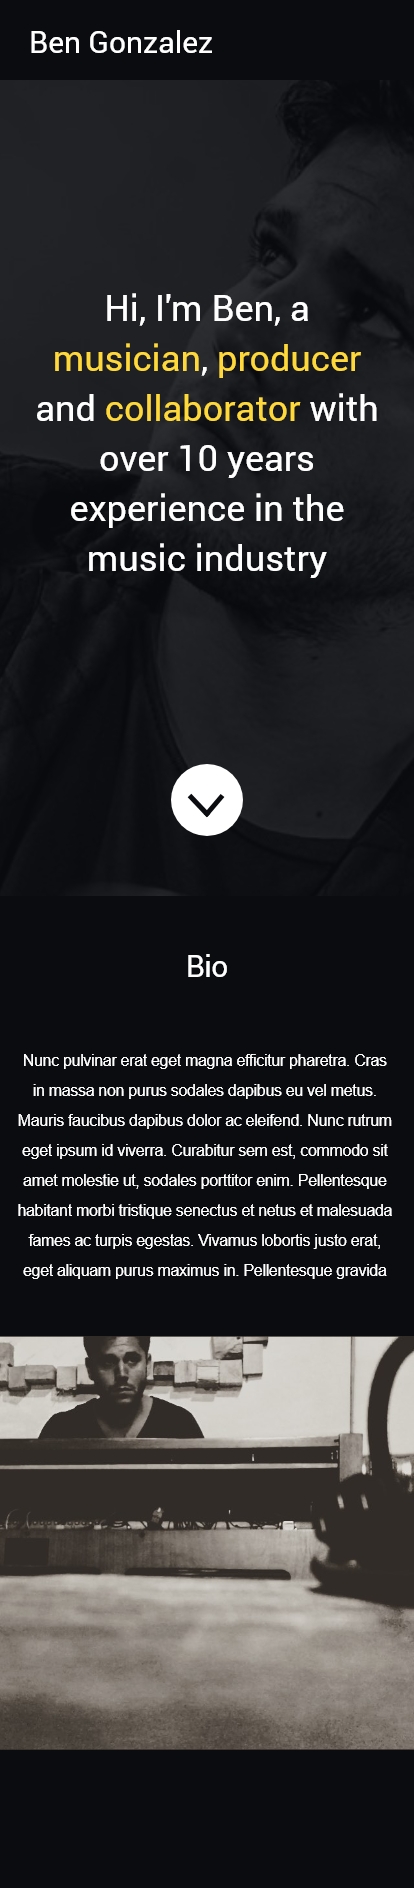 Ben Gonzalez
Hi, I'm Ben, a
musician, producer
and collaborator with
over 10 years
experience in the
music industry
Bio
Nunc pulvinar erat eget magna efficitur pharetra. Cras
in massa non purus sodales dapibus eu vel metus.
Mauris faucibus dapibus dolor ac eleifend. Nunc rutrum
eget ipsum id viverra. Curabitur sem est, commodo sit
amet molestie ut, sodales porttitor enim. Pellentesque
habitant morbi tristique senectus et netus et malesuada
fames ac turpis egestas. Vivamus lobortis justo erat,
eget aliquam purus maximus in. Pellentesque gravida